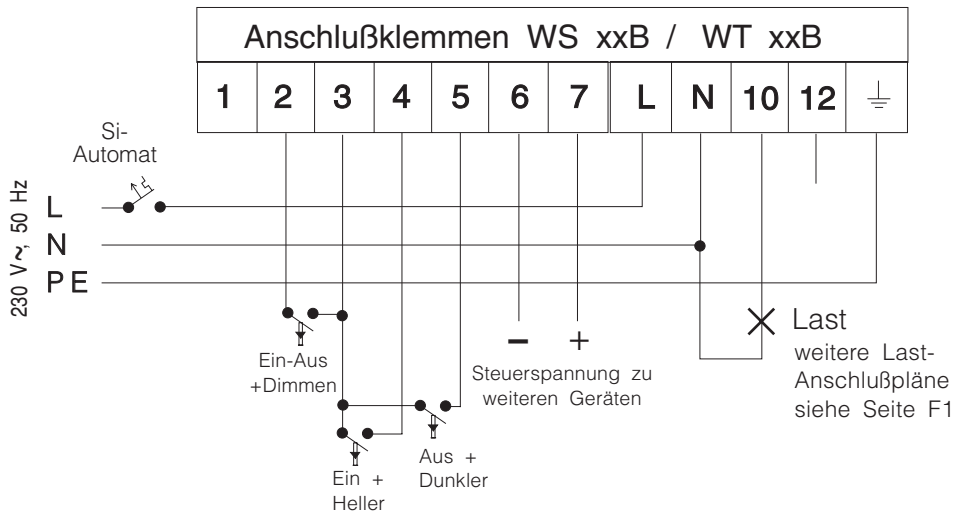 Anschlußklemmen WS xxB / WT xxB
1 2 3 4 5 6 7 L N 10 12
Si-
Automat
230 V~, 50 Hz
L
N
PE
Ein-Aus
+Dimmen
Ein +
Heller
Aus +
Dunkler
– +
Steuerspannung zu
weiteren Geräten
Last
weitere Last-
Anschlußpläne
siehe Seite F1